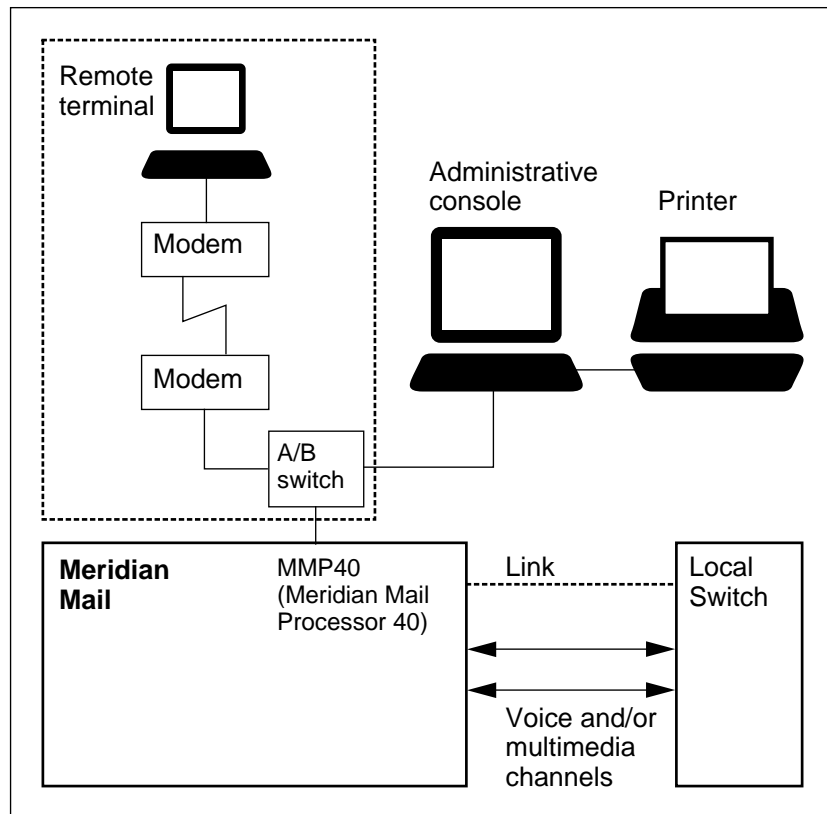 Remote
terminal
Modem
Modem
A/B
switch
Administrative
console
Printer
Meridian
Mail
MMP40
(Meridian Mail
Processor 40)
Link
Local
Switch
Voice and/or
multimedia
channels